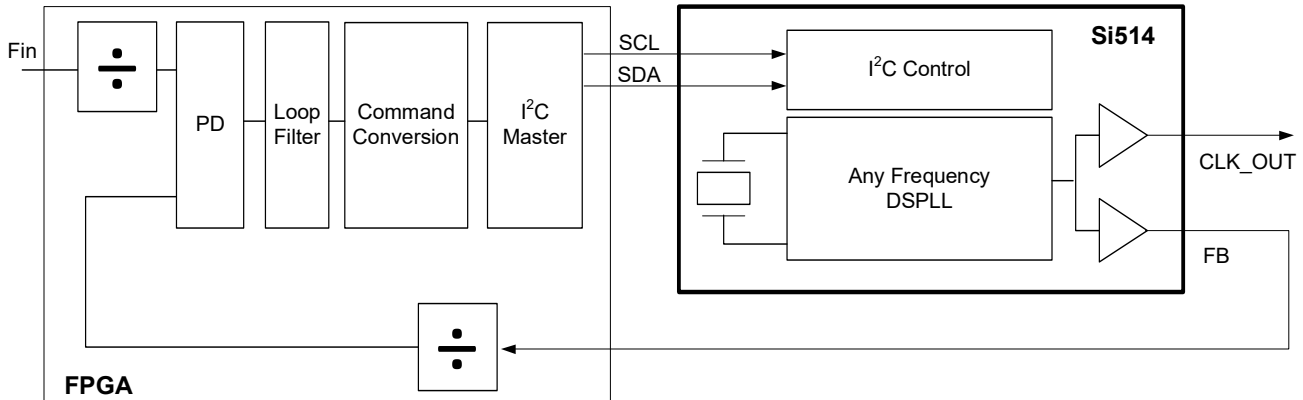 Fin
÷
PD
Loop
Filter
Command
Conversion
I²C
Master
SCL
SDA
Si514
I²C Control
Any Frequency
DSPLL
CLK_OUT
FB
÷
FPGA